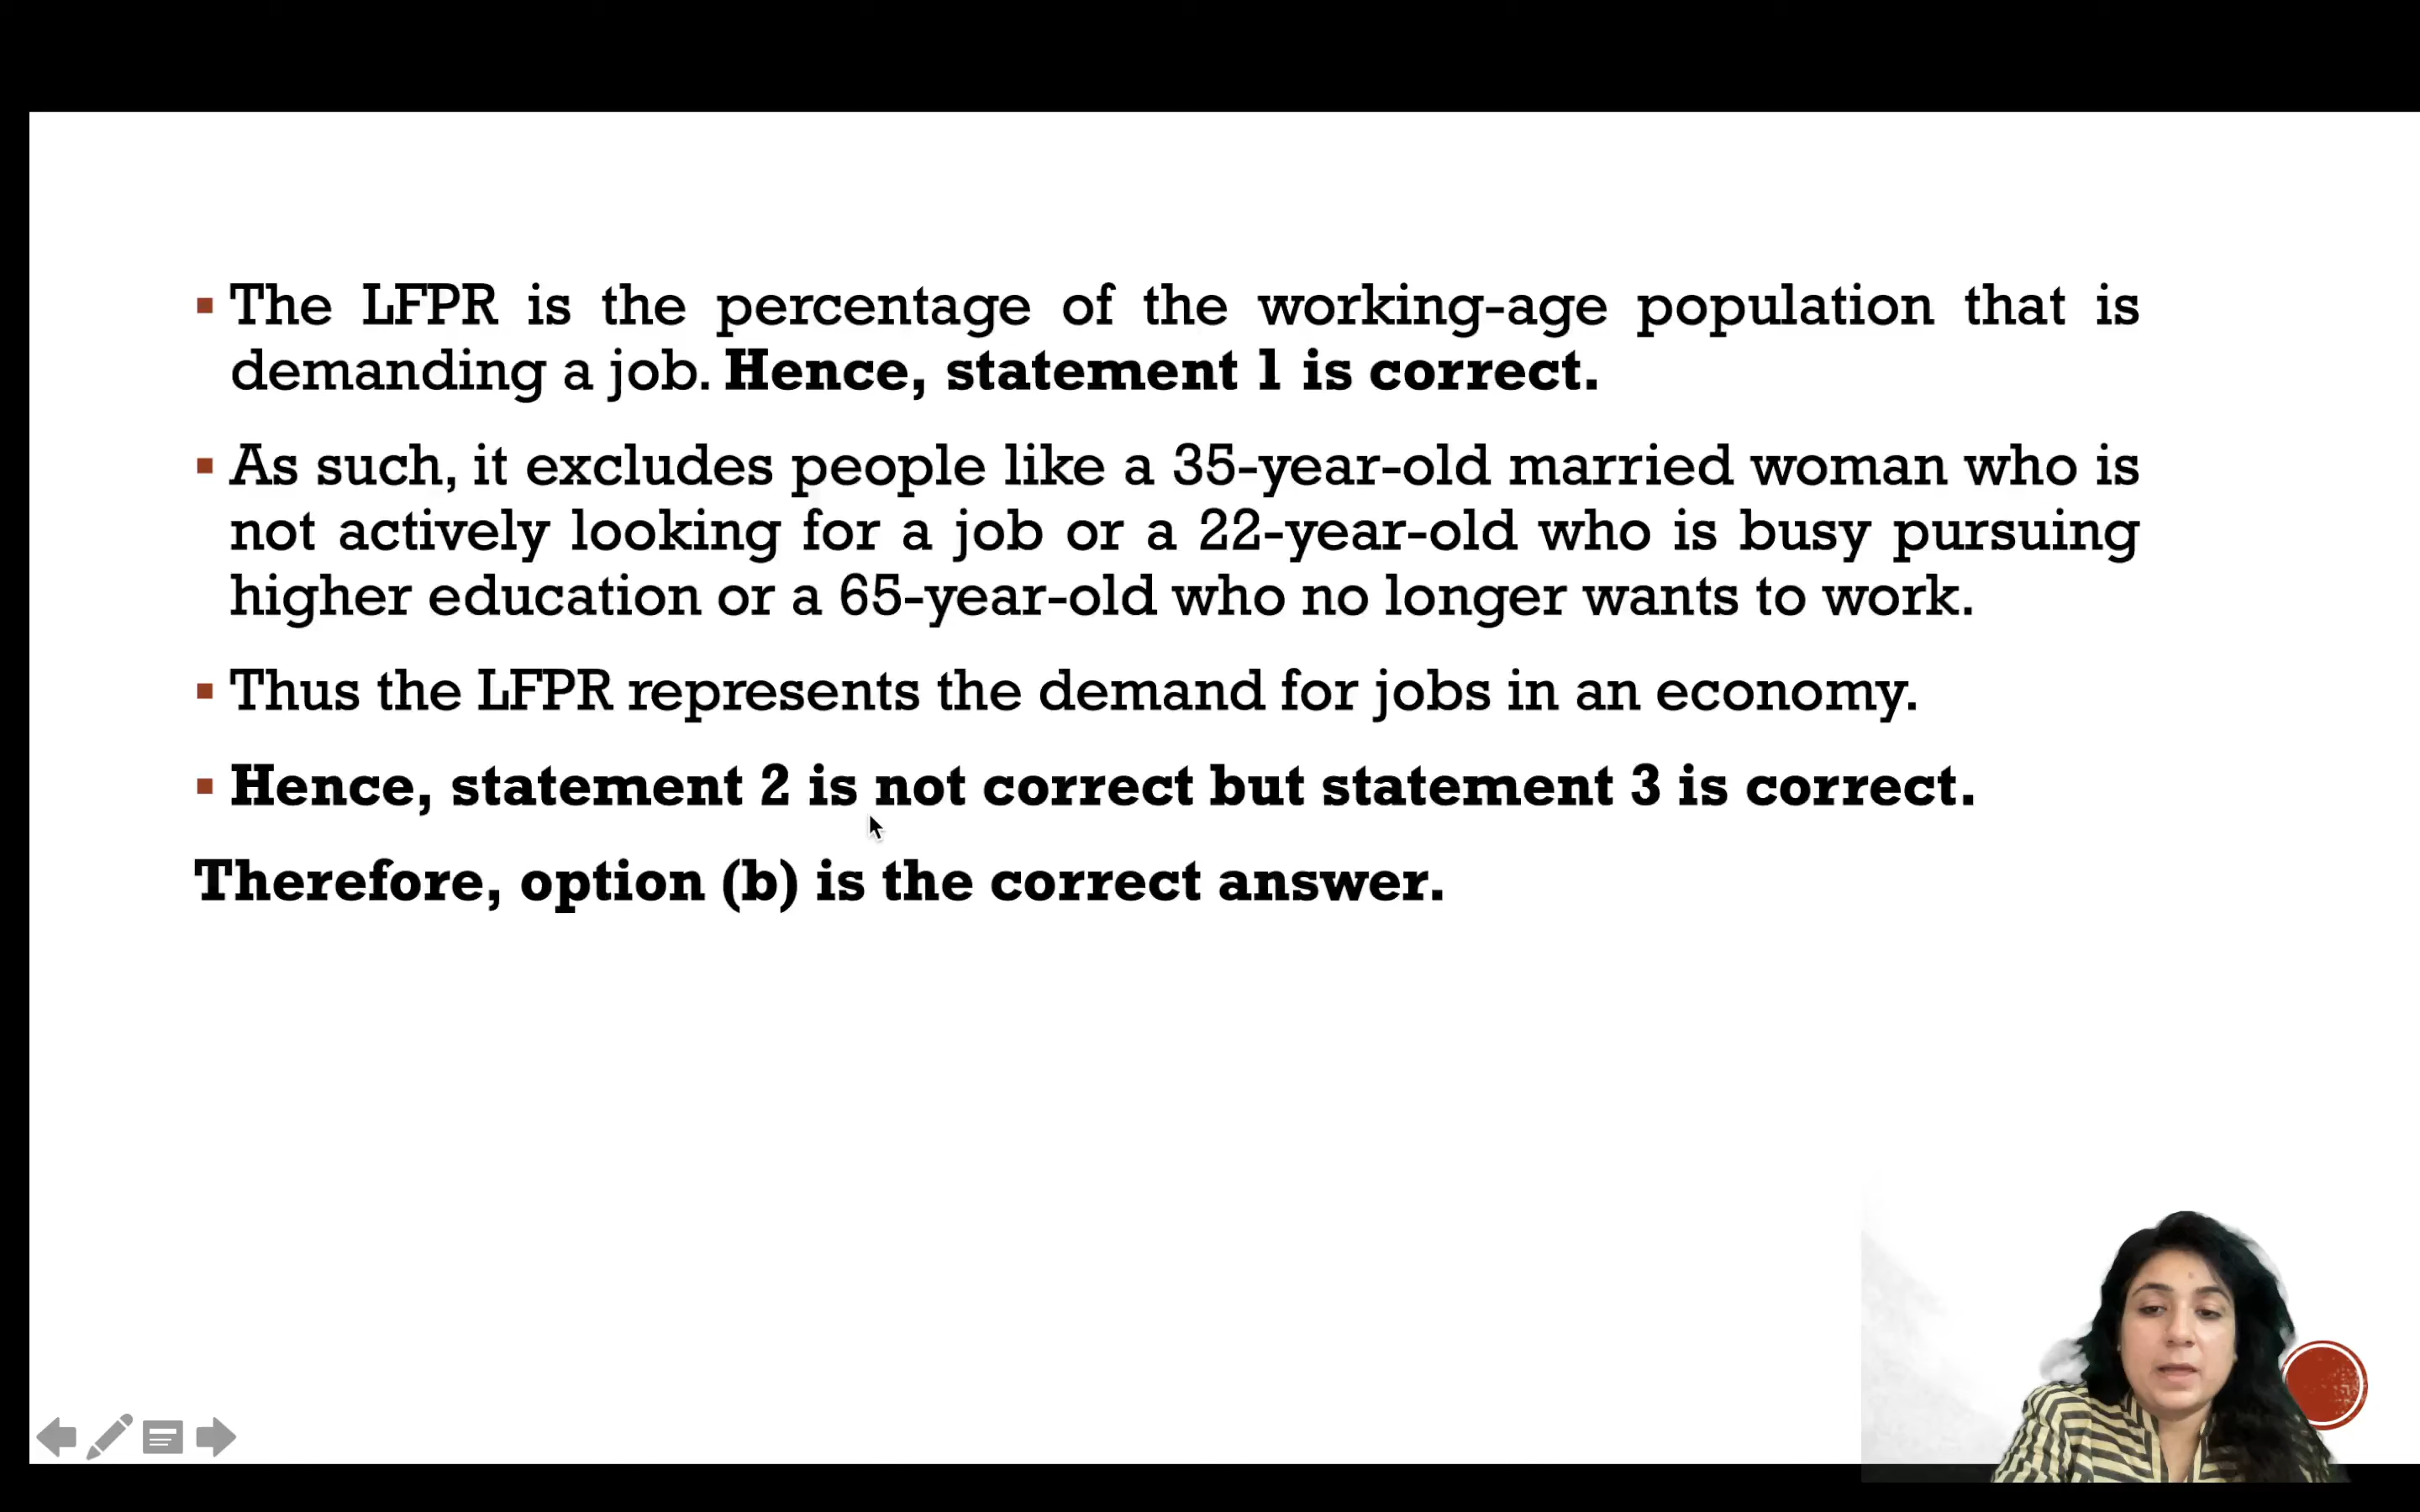 The LFPR is the percentage of the working-age population that is
demanding a job. Hence, statement 1 is correct.
As such, it excludes people like a 35-year-old married woman who is
not actively looking for a job or a 22-year-old who is busy pursuing
higher education or a 65-year-old who no longer wants to work.
Thus the LFPR represents the demand for jobs in an economy.
Hence, statement 2 is not correct but statement 3 is correct.
Therefore, option (b) is the correct answer.